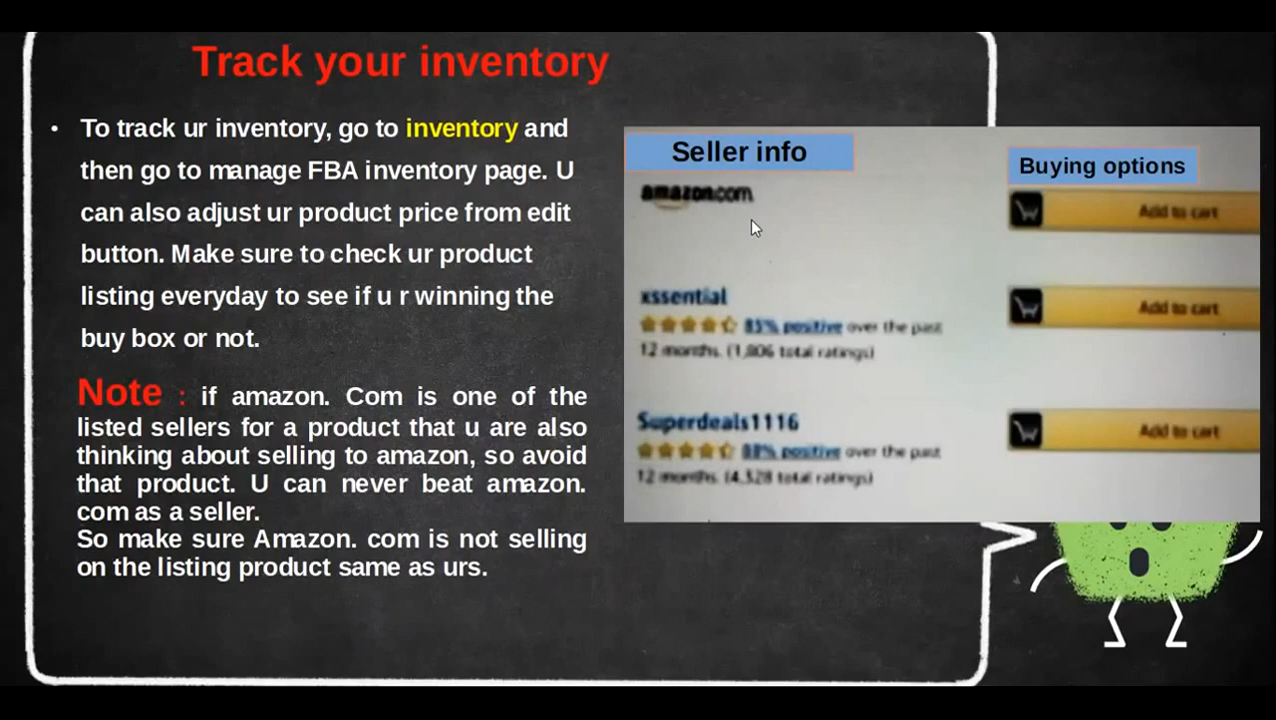 Track your inventory
• To track ur inventory, go to inventory and
then go to manage FBA inventory page. U
can also adjust ur product price from edit
button. Make sure to check ur product
listing everyday to see if u r winning the
buy box or not.
Note : if amazon. Com is one of the
listed sellers for a product that u are also
thinking about selling to amazon, so avoid
that product. U can never beat amazon.
com as a seller.
So make sure Amazon. com is not selling
on the listing product same as urs.
Seller info
Buying options
amazon.com
Add to cart
xssential
85% positive over the past
12 months. (1,806 total ratings)
Add to cart
Superdeals1116
88% positive over the past
12 months. (4,328 total ratings)
Add to cart